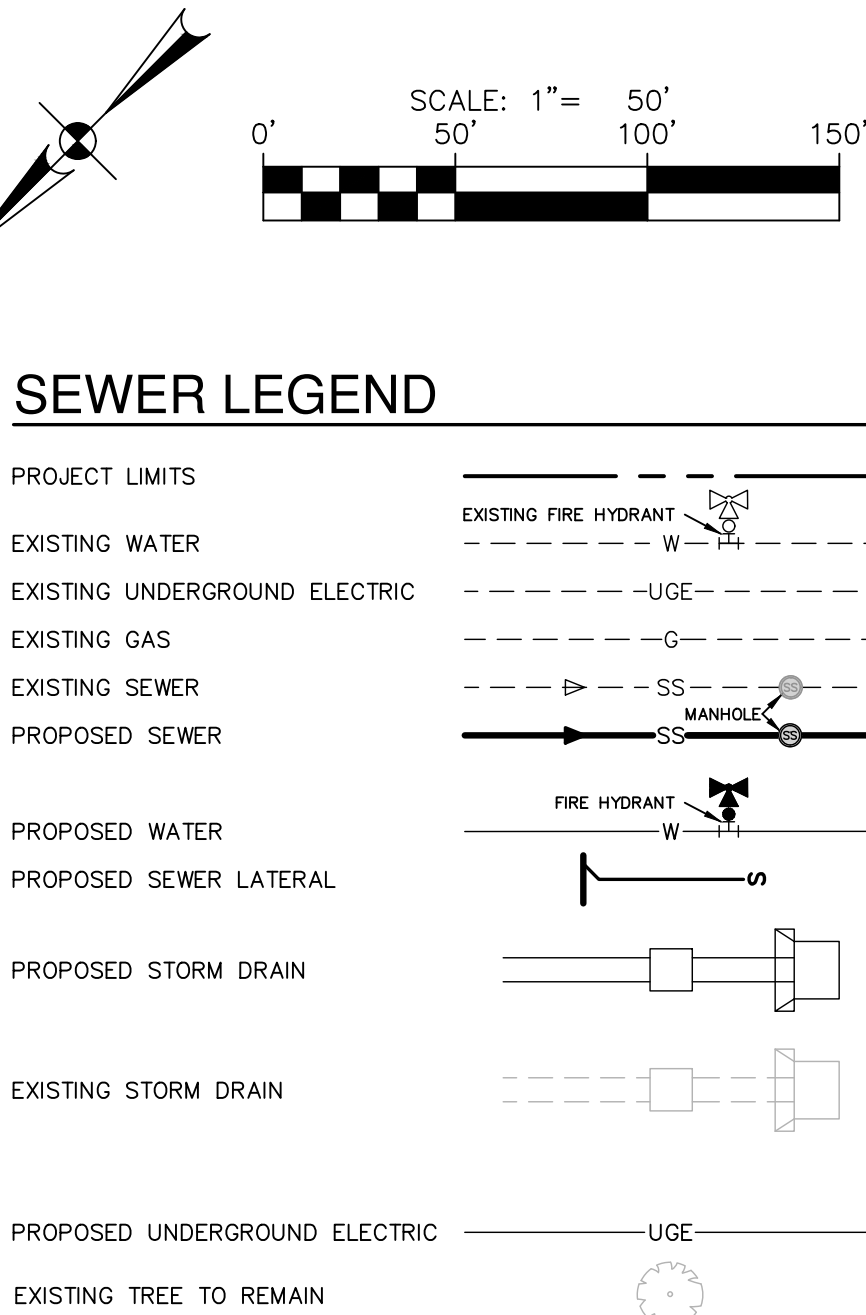 SCALE: 1"= 50'
0' 50' 100' 150'
SEWER LEGEND
PROJECT LIMITS
EXISTING FIRE HYDRANT
EXISTING WATER W
EXISTING UNDERGROUND ELECTRIC UGE
EXISTING GAS G
EXISTING SEWER SS SS
MANHOLE
PROPOSED SEWER SS SS
FIRE HYDRANT
PROPOSED WATER W
PROPOSED SEWER LATERAL S
PROPOSED STORM DRAIN
EXISTING STORM DRAIN
PROPOSED UNDERGROUND ELECTRIC UGE
EXISTING TREE TO REMAIN